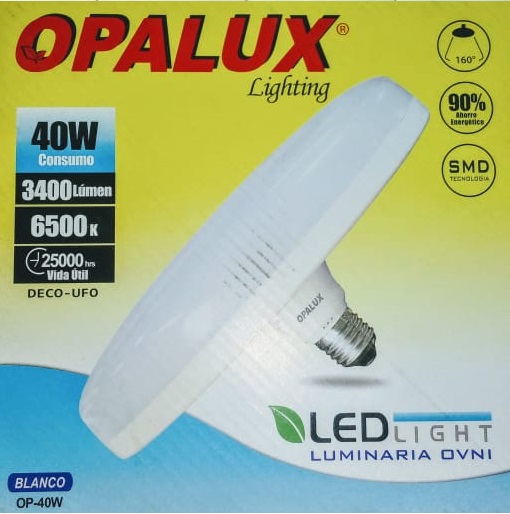 OPALUX®
Lighting
160°
90%
Ahorro
Energético
SMD
TECNOLOGÍA
40W
Consumo
3400 Lúmen
6500 K
25000 hrs
Vida Útil
DECO-UFO
OPALUX
LED LIGHT
LUMINARIA OVNI
BLANCO
OP-40W